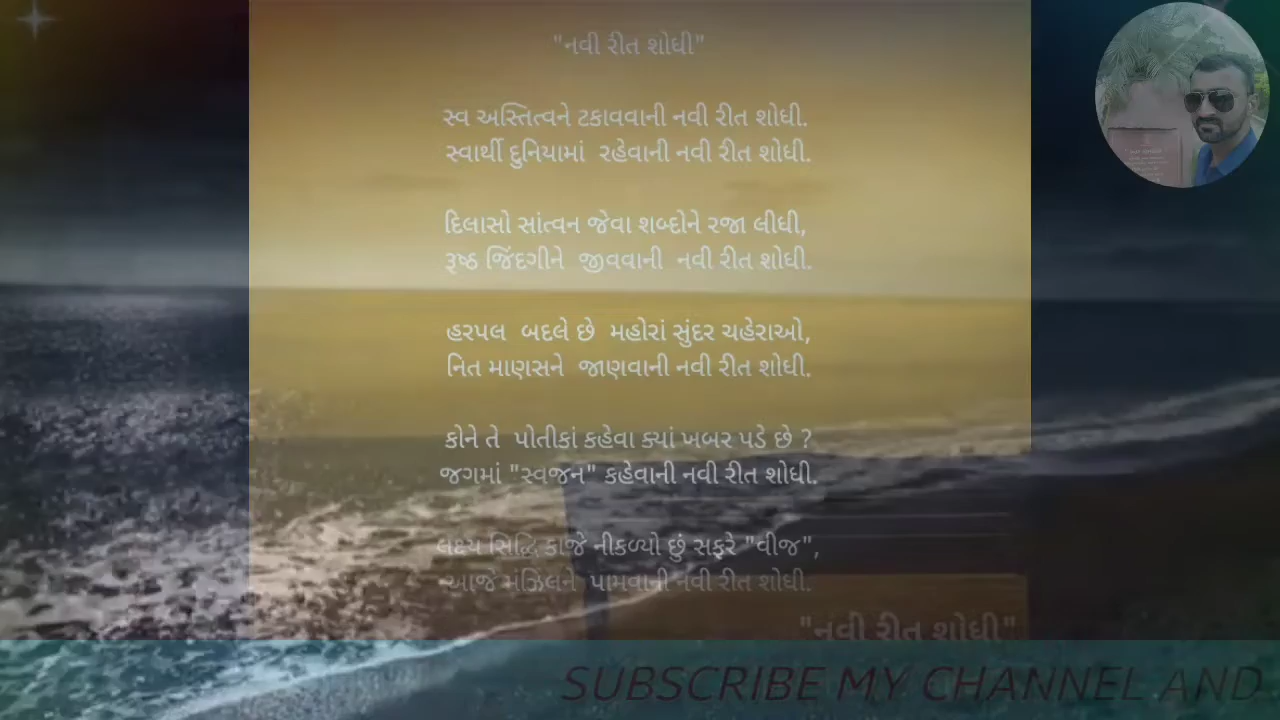 "નવી રીત શોધી"
સ્વ અસ્તિત્વને ટકાવવાની નવી રીત શોધી.
સ્વાર્થી દુનિયામાં રહેવાની નવી રીત શોધી.
દિલાસો સાંત્વન જેવા શબ્દોને રજા લીધી,
રૂષ્ઠ જિંદગીને જીવવાની નવી રીત શોધી.
હરપલ બદલે છે મહોરાં સુંદર ચહેરાઓ,
નિત માણસને જાણવાની નવી રીત શોધી.
કોને તે પોતીકાં કહેવા ક્યાં ખબર પડે છે ?
જગમાં "સ્વજન" કહેવાની નવી રીત શોધી.
લક્ષ્ય સિદ્ધિ કાજે નીકળ્યો છું સફરે "વીજ",
આજે મંઝિલને પામવાની નવી રીત શોધી.
"નવી રીત શોધી"
SUBSCRIBE MY CHANNEL AND